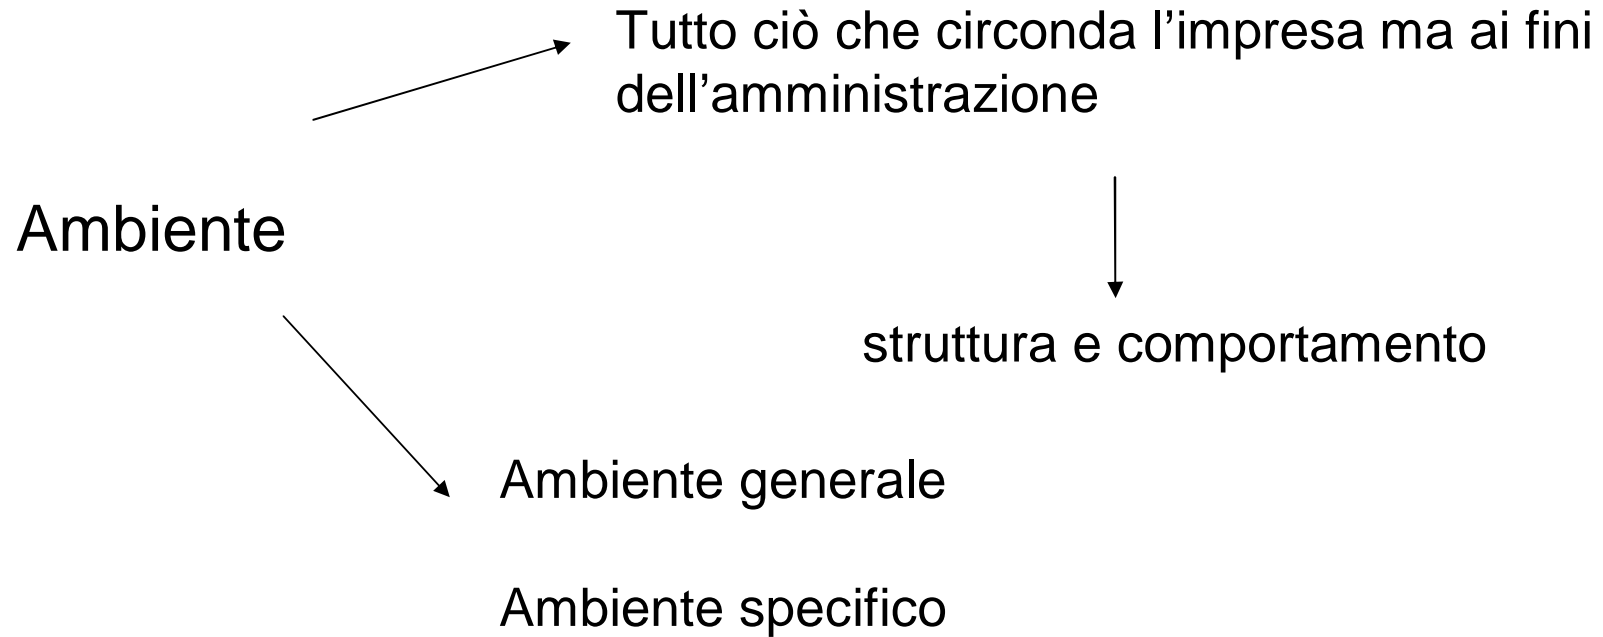 Tutto ciò che circonda l’impresa ma ai fini
dell’amministrazione
Ambiente
struttura e comportamento
Ambiente generale
Ambiente specifico